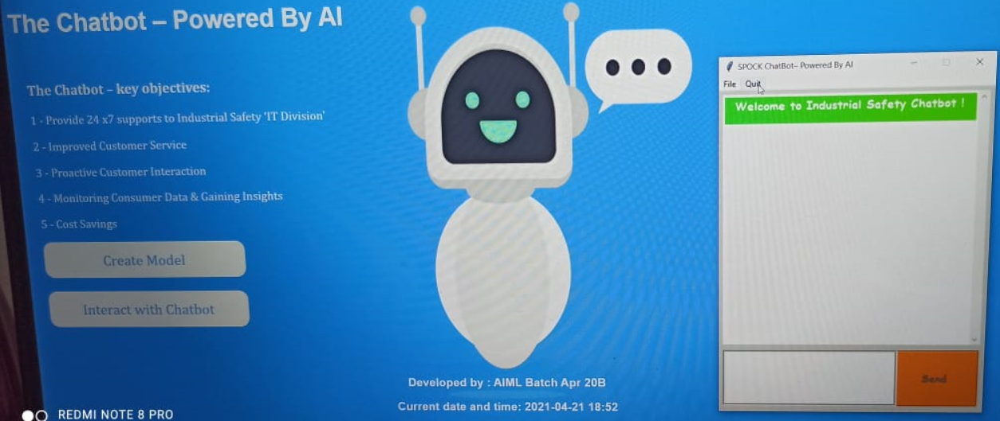 The Chatbot – Powered By AI
The Chatbot – key objectives:
1 - Provide 24 x7 supports to Industrial Safety 'IT Division'
2 - Improved Customer Service
3 - Proactive Customer Interaction
4 - Monitoring Consumer Data & Gaining Insights
5 - Cost Savings
Create Model
Interact with Chatbot
Developed by : AIML Batch Apr 20B
Current date and time: 2021-04-21 18:52
SPOCK ChatBot- Powered By AI
File Quit
Welcome to Industrial Safety Chatbot !
Send
REDMI NOTE 8 PRO